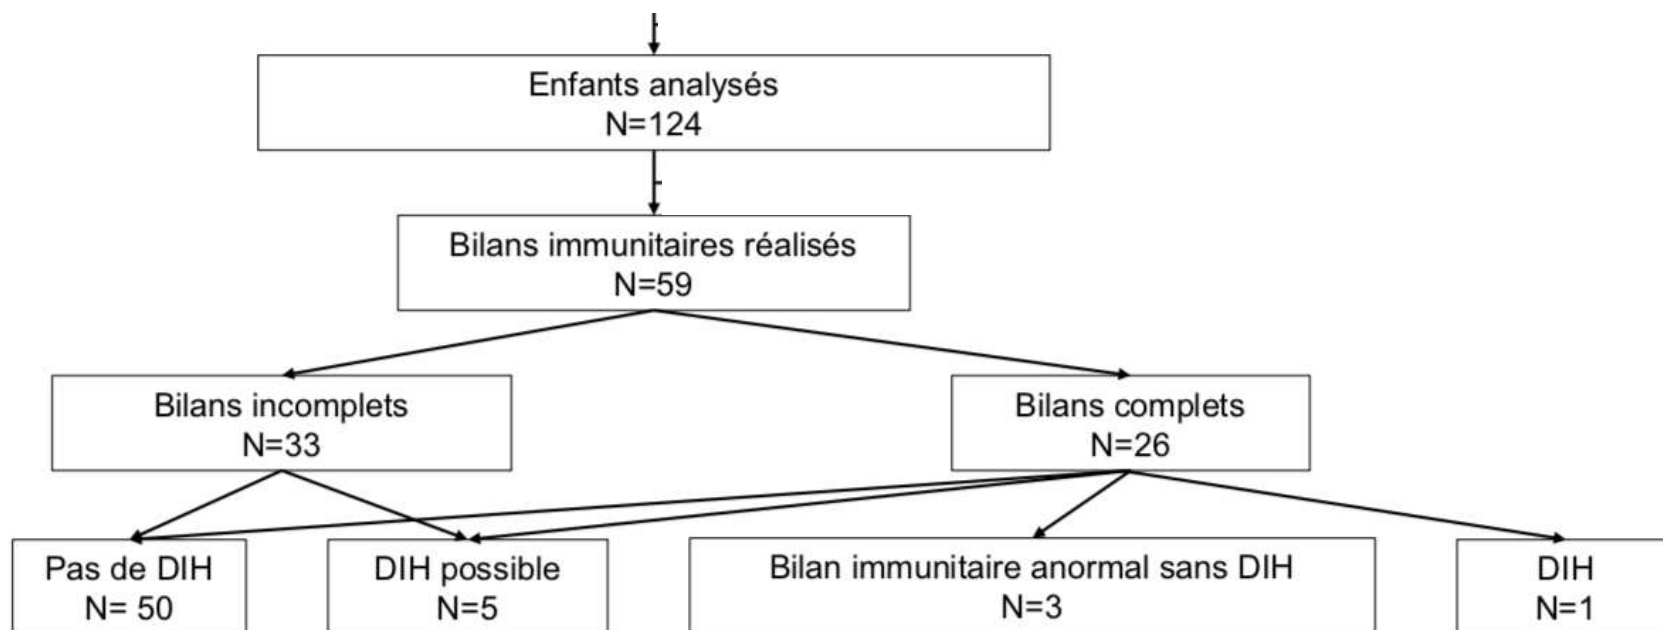 Enfants analysés
N=124
Bilans immunitaires réalisés
N=59
Bilans incomplets
N=33
Bilans complets
N=26
Pas de DIH
N= 50
DIH possible
N=5
Bilan immunitaire anormal sans DIH
N=3
DIH
N=1